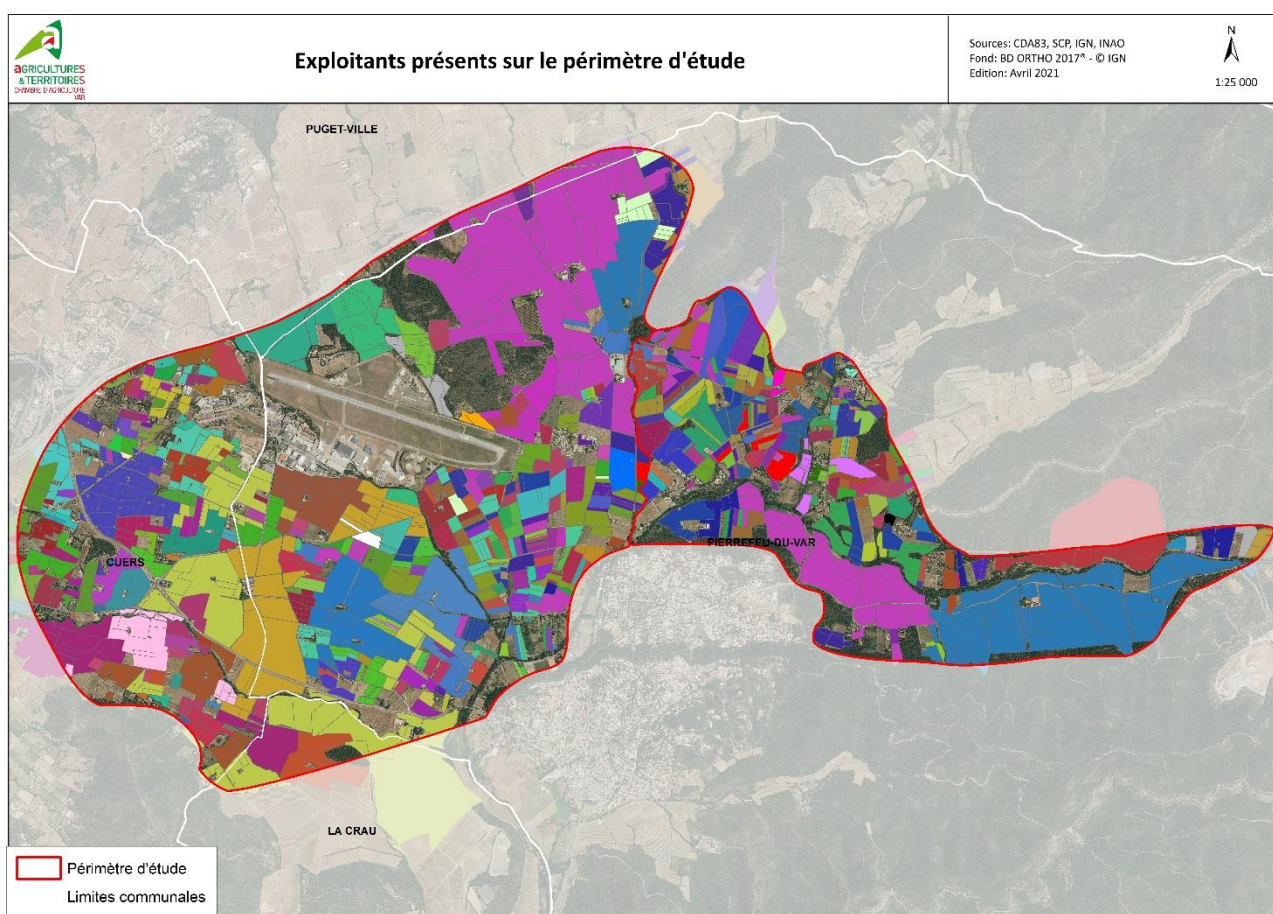 aGRICULTURES
& TERRITOIRES
CHAMBRE D'AGRICULTURE
VAR
Exploitants présents sur le périmètre d'étude
Sources: CDA83, SCP, IGN, INAO
Fond: BD ORTHO 2017® - © IGN
Edition: Avril 2021
N
1:25 000
PUGET-VILLE
PIERREFEU-DU-VAR
CUERS
LA CRAU
Périmètre d'étude
Limites communales